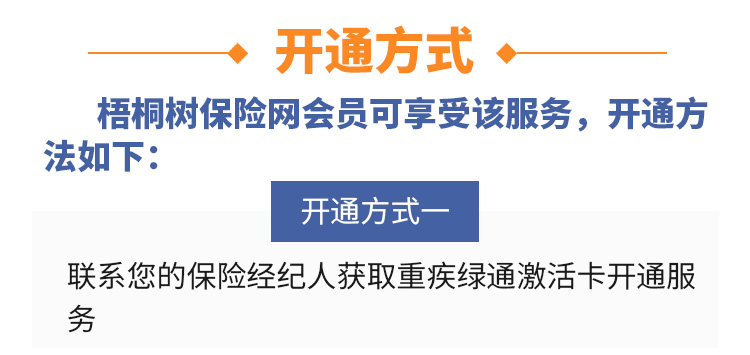 开通方式
梧桐树保险网会员可享受该服务，开通方
法如下：
开通方式一
联系您的保险经纪人获取重疾绿通激活卡开通服
务